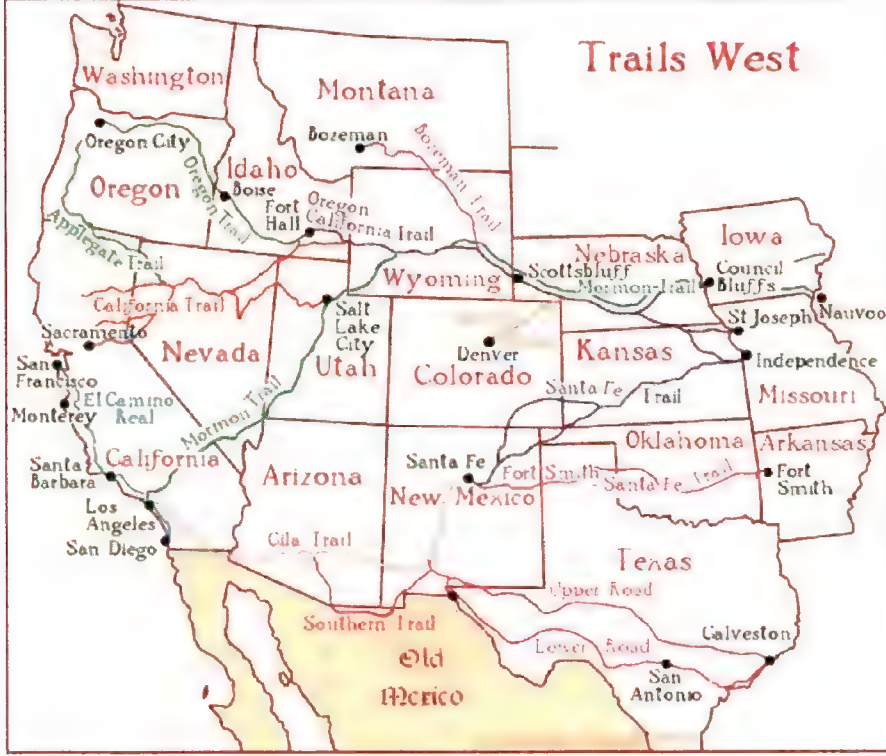 Trails West
Washington
Montana
Bozeman
Bozeman Trail
Oregon City
Oregon
Oregon Trail
Idaho
Boise
Fort
Hall
Oregon
California Trail
Applegate Trail
California Trail
Wyoming
Nebraska
Scottsbluff
Mormon Trail
Iowa
Council
Bluffs
Nauvoo
St Joseph
Independence
Sacramento
San
Francisco
Monterey
El Camino
Real
Nevada
Salt
Lake
City
Utah
Mormon Trail
Denver
Colorado
Kansas
Santa Fe
Trail
Missouri
Santa
Barbara
California
Los
Angeles
San Diego
Arizona
Santa Fe
New Mexico
Oklahoma
Arkansas
Fort Smith
Santa Fe Trail
Fort
Smith
Gila Trail
Southern Trail
Texas
Upper Road
Lower Road
Galveston
San
Antonio
Old
Mexico